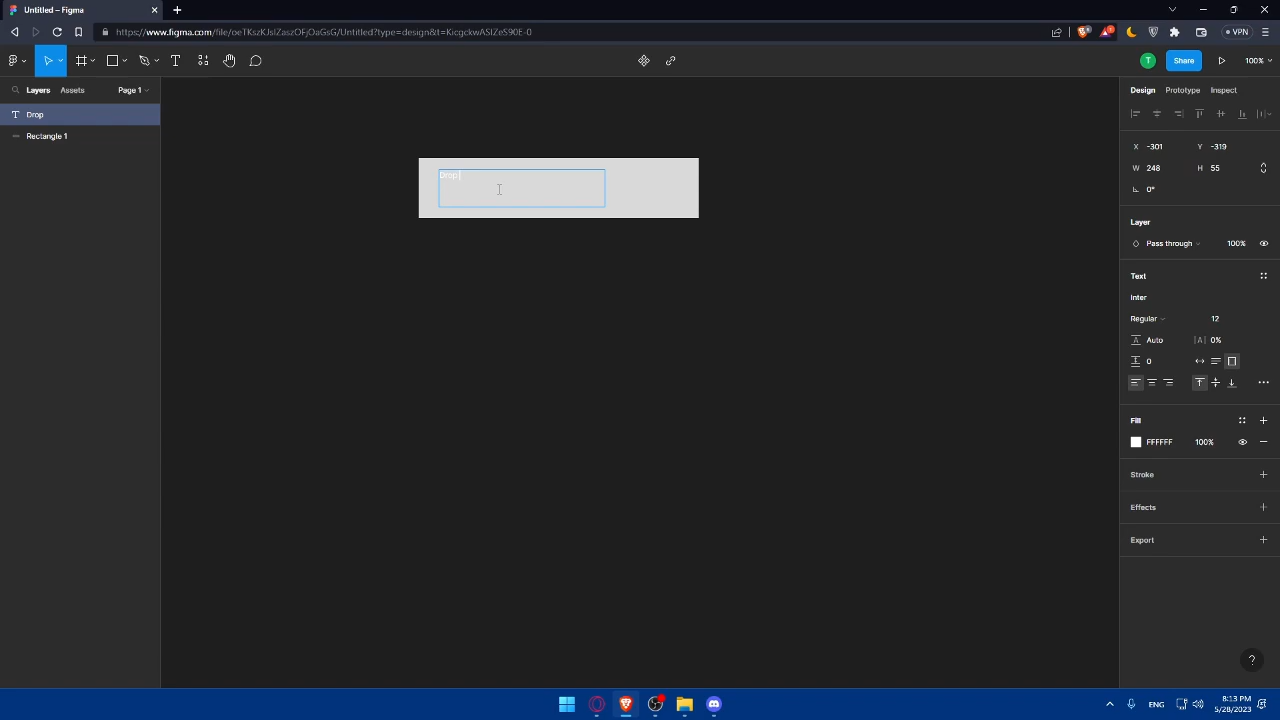 Untitled – Figma
https://www.figma.com/file/oeTKszKJslZaszOFjOaGsG/Untitled?type=design&t=KicgckwASIZeS90E-0
VPN
T
Share
100%
Layers
Assets
Page 1
Drop
Rectangle 1
Drop
Design
Prototype
Inspect
X -301
Y -319
W 248
H 55
0°
Layer
Pass through
100%
Text
Inter
Regular
12
Auto
0%
0
Fill
FFFFFF
100%
Stroke
Effects
Export
?
ENG
8:13 PM
5/28/2023